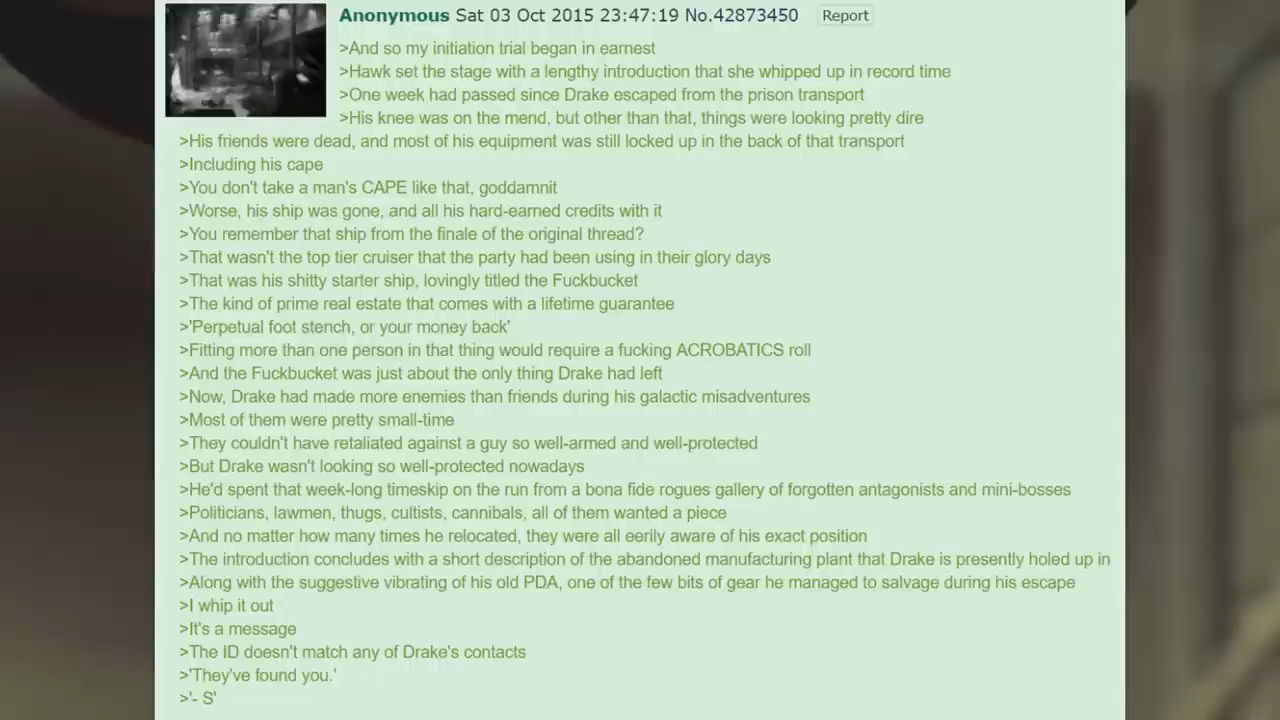 Anonymous Sat 03 Oct 2015 23:47:19 No.42873450 Report
>And so my initiation trial began in earnest
>Hawk set the stage with a lengthy introduction that she whipped up in record time
>One week had passed since Drake escaped from the prison transport
>His knee was on the mend, but other than that, things were looking pretty dire
>His friends were dead, and most of his equipment was still locked up in the back of that transport
>Including his cape
>You don't take a man's CAPE like that, goddamnit
>Worse, his ship was gone, and all his hard-earned credits with it
>You remember that ship from the finale of the original thread?
>That wasn't the top tier cruiser that the party had been using in their glory days
>That was his shitty starter ship, lovingly titled the Fuckbucket
>The kind of prime real estate that comes with a lifetime guarantee
>'Perpetual foot stench, or your money back'
>Fitting more than one person in that thing would require a fucking ACROBATICS roll
>And the Fuckbucket was just about the only thing Drake had left
>Now, Drake had made more enemies than friends during his galactic misadventures
>Most of them were pretty small-time
>They couldn't have retaliated against a guy so well-armed and well-protected
>But Drake wasn't looking so well-protected nowadays
>He'd spent that week-long timeskip on the run from a bona fide rogues gallery of forgotten antagonists and mini-bosses
>Politicians, lawmen, thugs, cultists, cannibals, all of them wanted a piece
>And no matter how many times he relocated, they were all eerily aware of his exact position
>The introduction concludes with a short description of the abandoned manufacturing plant that Drake is presently holed up in
>Along with the suggestive vibrating of his old PDA, one of the few bits of gear he managed to salvage during his escape
>I whip it out
>It's a message
>The ID doesn't match any of Drake's contacts
>'They've found you.'
>'- S'